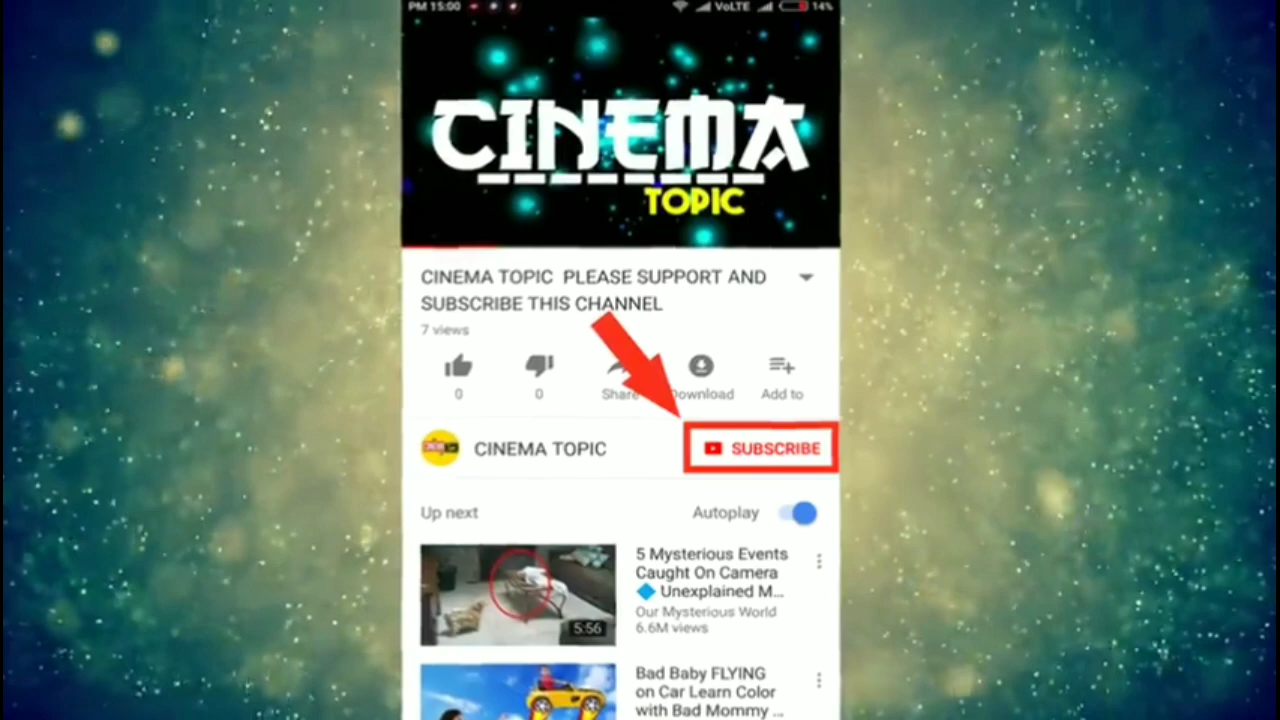 PM 15:00
VoLTE
14%
CINEMA
TOPIC
CINEMA TOPIC PLEASE SUPPORT AND
SUBSCRIBE THIS CHANNEL
7 views
0
0
Share
Download
Add to
CINEMA TOPIC
SUBSCRIBE
Up next
Autoplay
5 Mysterious Events
Caught On Camera
🔷 Unexplained M...
Our Mysterious World
6.6M views
5:56
Bad Baby FLYING
on Car Learn Color
with Bad Mommy ...